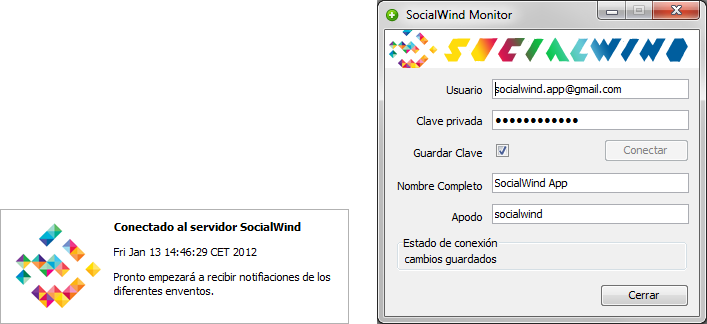 Conectado al servidor SocialWind
Fri Jan 13 14:46:29 CET 2012
Pronto empezará a recibir notifiaciones de los
diferentes enventos.
SocialWind Monitor
SOCIALWIND
Usuario socialwind.app@gmail.com
Clave privada ••••••••••••
Guardar Clave Conectar
Nombre Completo SocialWind App
Apodo socialwind
Estado de conexión
cambios guardados
Cerrar